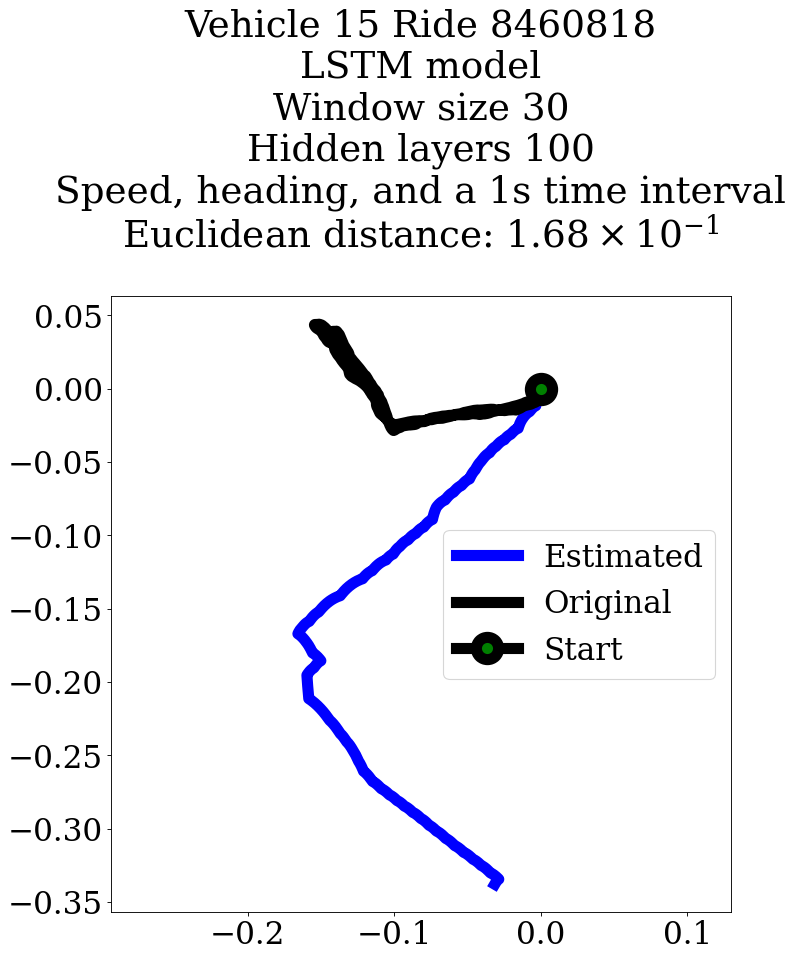 Vehicle 15 Ride 8460818
LSTM model
Window size 30
Hidden layers 100
Speed, heading, and a 1s time interval
Euclidean distance: 1.68 × 10⁻¹
0.05
0.00
−0.05
−0.10
−0.15
−0.20
−0.25
−0.30
−0.35
Estimated
Original
Start
−0.2
−0.1
0.0
0.1